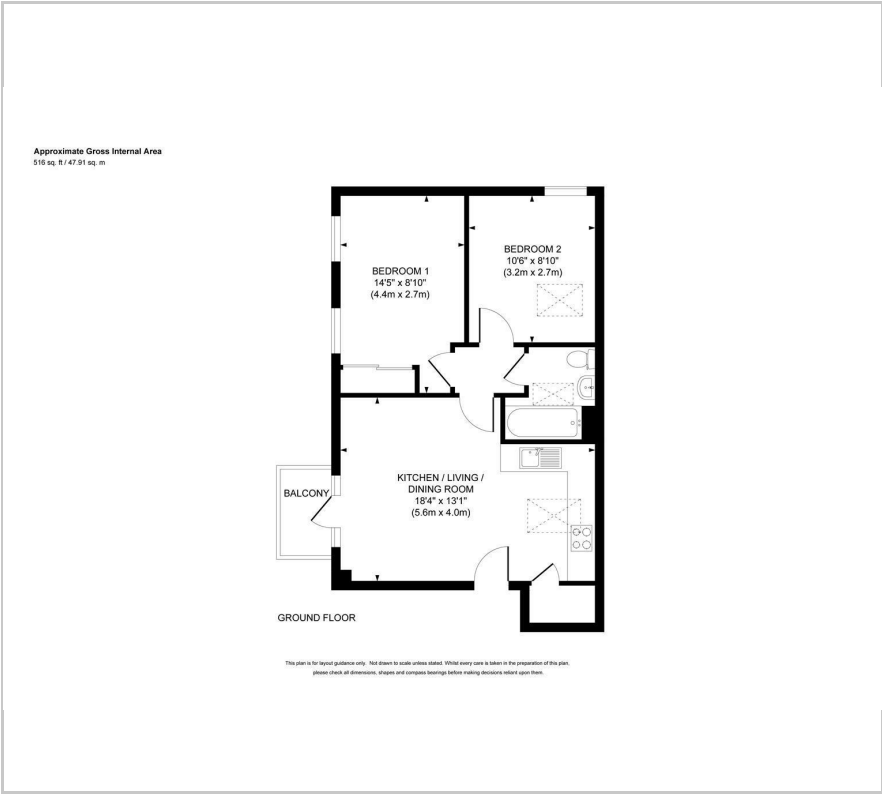 Approximate Gross Internal Area
516 sq. ft / 47.91 sq. m
BEDROOM 1
14'5" x 8'10"
(4.4m x 2.7m)
BEDROOM 2
10'6" x 8'10"
(3.2m x 2.7m)
KITCHEN / LIVING /
DINING ROOM
18'4" x 13'1"
(5.6m x 4.0m)
BALCONY
GROUND FLOOR
This plan is for layout guidance only. Not drawn to scale unless stated. Whilst every care is taken in the preparation of this plan,
please check all dimensions, shapes and compass bearings before making decisions reliant upon them.